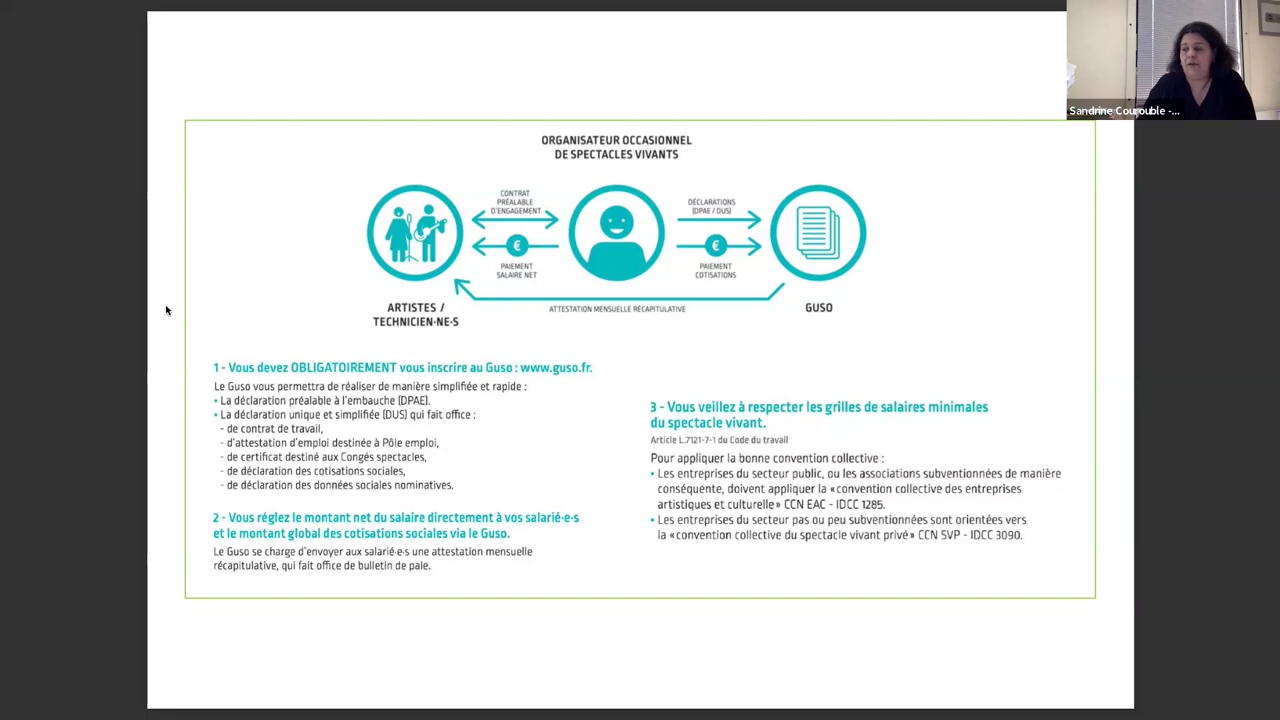 Sandrine Courouble -...
ORGANISATEUR OCCASIONNEL
DE SPECTACLES VIVANTS
CONTRAT
PRÉALABLE
D'ENGAGEMENT
DÉCLARATIONS
(DPAE / DUS)
€
€
PAIEMENT
SALAIRE NET
PAIEMENT
COTISATIONS
ATTESTATION MENSUELLE RÉCAPITULATIVE
ARTISTES /
TECHNICIEN·NE·S
GUSO
1 - Vous devez OBLIGATOIREMENT vous inscrire au Guso : www.guso.fr.
Le Guso vous permettra de réaliser de manière simplifiée et rapide :
• La déclaration préalable à l'embauche (DPAE).
• La déclaration unique et simplifiée (DUS) qui fait office :
- de contrat de travail,
- d'attestation d'emploi destinée à Pôle emploi,
- de certificat destiné aux Congés spectacles,
- de déclaration des cotisations sociales,
- de déclaration des données sociales nominatives.
2 - Vous réglez le montant net du salaire directement à vos salarié·e·s
et le montant global des cotisations sociales via le Guso.
Le Guso se charge d'envoyer aux salarié·e·s une attestation mensuelle
récapitulative, qui fait office de bulletin de paie.
3 - Vous veillez à respecter les grilles de salaires minimales
du spectacle vivant.
Article L.7121-7-1 du Code du travail
Pour appliquer la bonne convention collective :
• Les entreprises du secteur public, ou les associations subventionnées de manière
conséquente, doivent appliquer la « convention collective des entreprises
artistiques et culturelle » CCN EAC - IDCC 1285.
• Les entreprises du secteur pas ou peu subventionnées sont orientées vers
la « convention collective du spectacle vivant privé » CCN SVP - IDCC 3090.